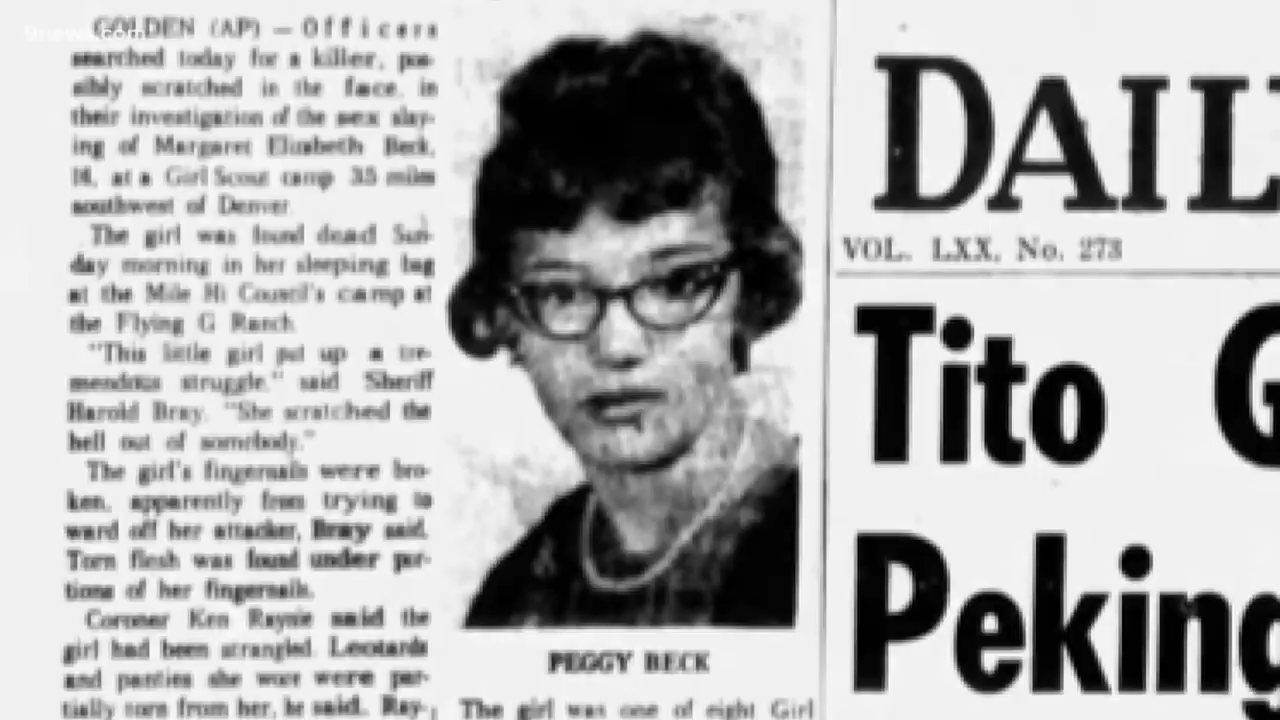 9news.com
GOLDEN (AP) — Officers
searched today for a killer, pos-
sibly scratched in the face, in
their investigation of the sex slay-
ing of Margaret Elizabeth Beck,
16, at a Girl Scout camp 35 miles
southwest of Denver.
The girl was found dead Sun-
day morning in her sleeping bag
at the Mile Hi Council's camp at
the Flying G Ranch.
"This little girl put up a tre-
mendous struggle," said Sheriff
Harold Bray. "She scratched the
hell out of somebody."
The girl's fingernails were bro-
ken, apparently from trying to
ward off her attacker, Bray said.
Torn flesh was found under por-
tions of her fingernails.
Coroner Ken Raynie said the
girl had been strangled. Leotards
and panties she wore were par-
tially torn from her, he said. Ray-
PEGGY BECK
The girl was one of eight Girl
DAIL
VOL. LXX, No. 273
Tito G
Peking